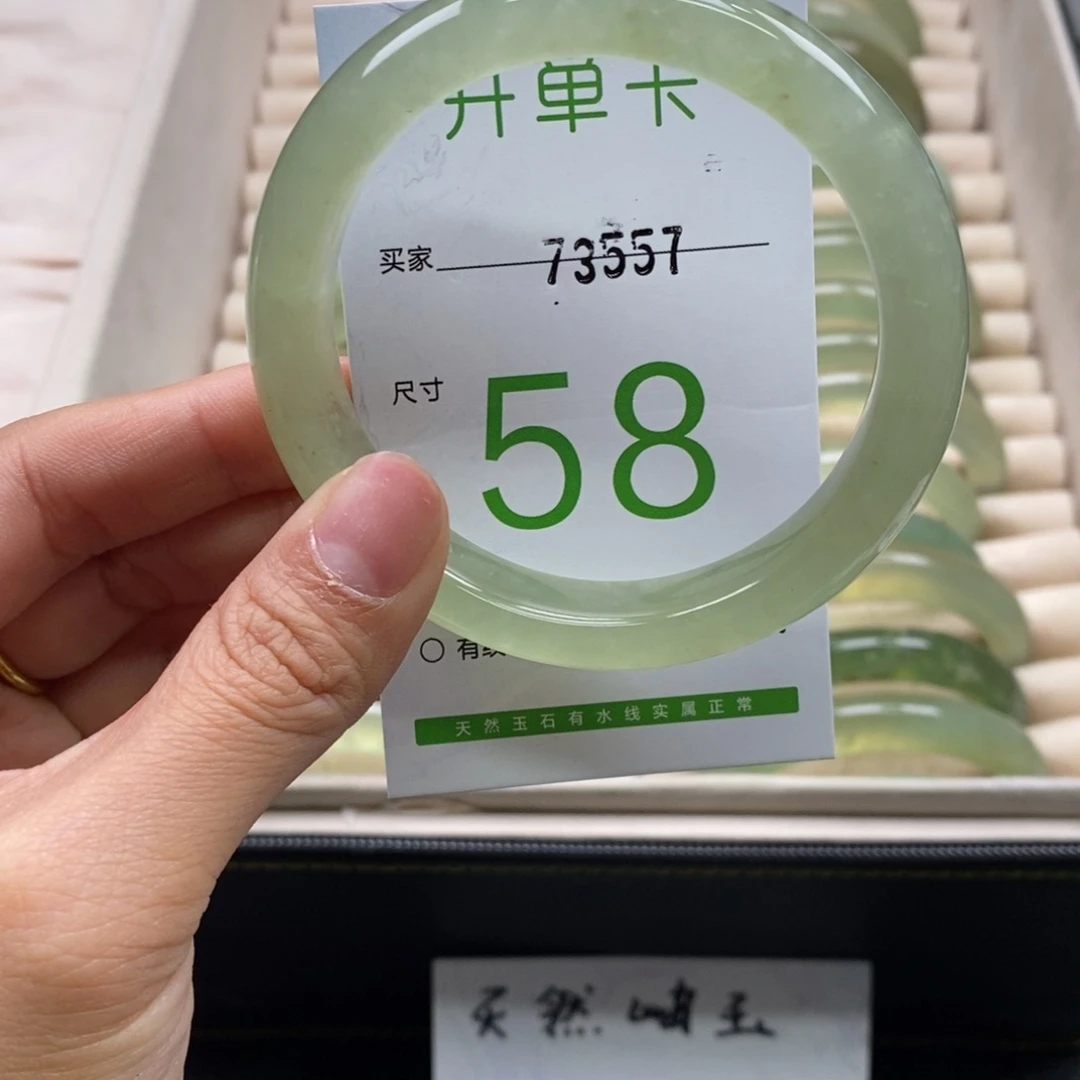 开单卡
买家 73557
尺寸 58
○ 有纹
天然玉石有水线实属正常
天然岫玉